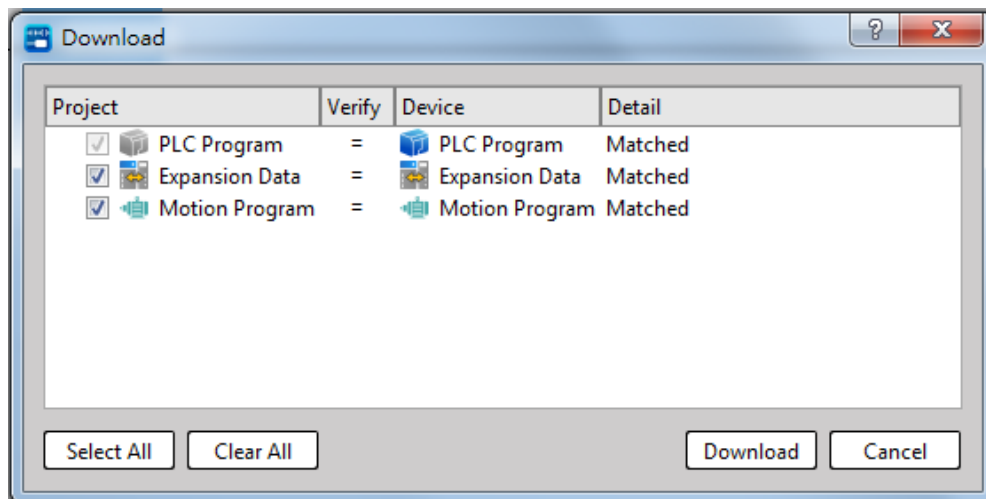 Download
Project Verify Device Detail
PLC Program = PLC Program Matched
Expansion Data = Expansion Data Matched
Motion Program = Motion Program Matched
Select All Clear All Download Cancel